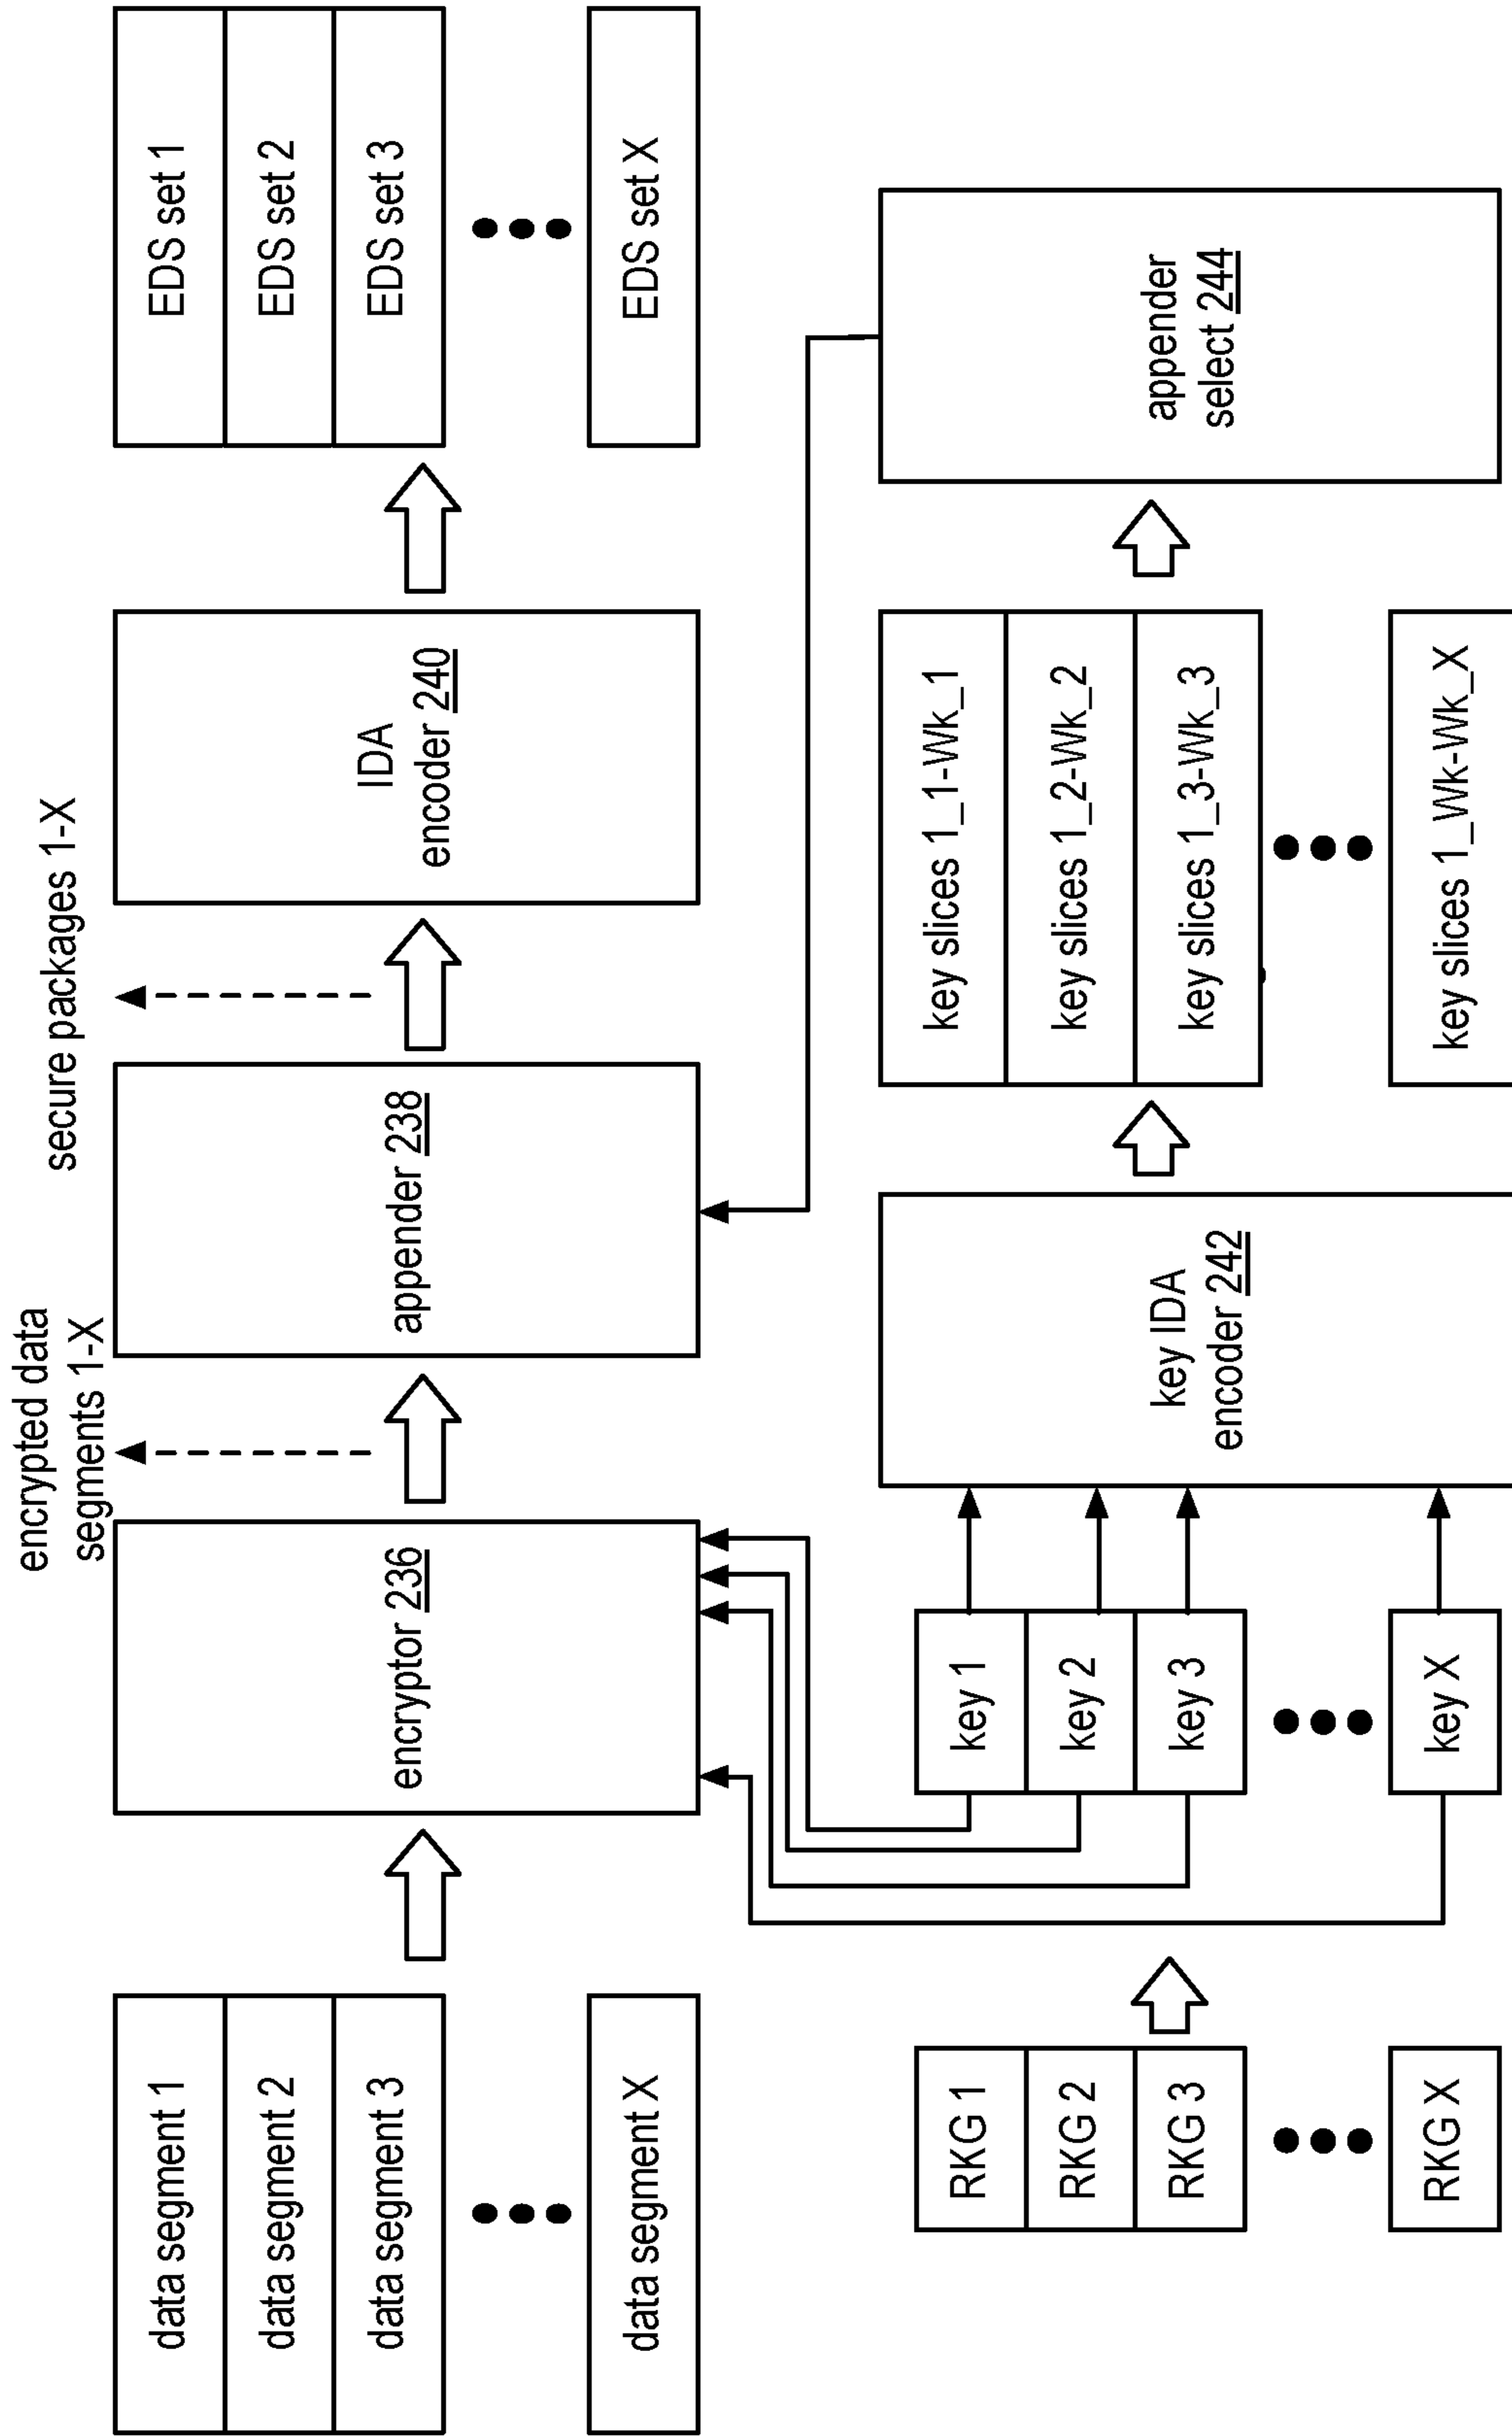 encrypted data
segments 1-X
secure packages 1-X
data segment 1
data segment 2
data segment 3
data segment X
encryptor 236
appender 238
IDA
encoder 240
EDS set 1
EDS set 2
EDS set 3
EDS set X
RKG 1
RKG 2
RKG 3
RKG X
key 1
key 2
key 3
key X
key IDA
encoder 242
key slices 1_1-Wk_1
key slices 1_2-Wk_2
key slices 1_3-Wk_3
key slices 1_Wk-Wk_X
appender
select 244